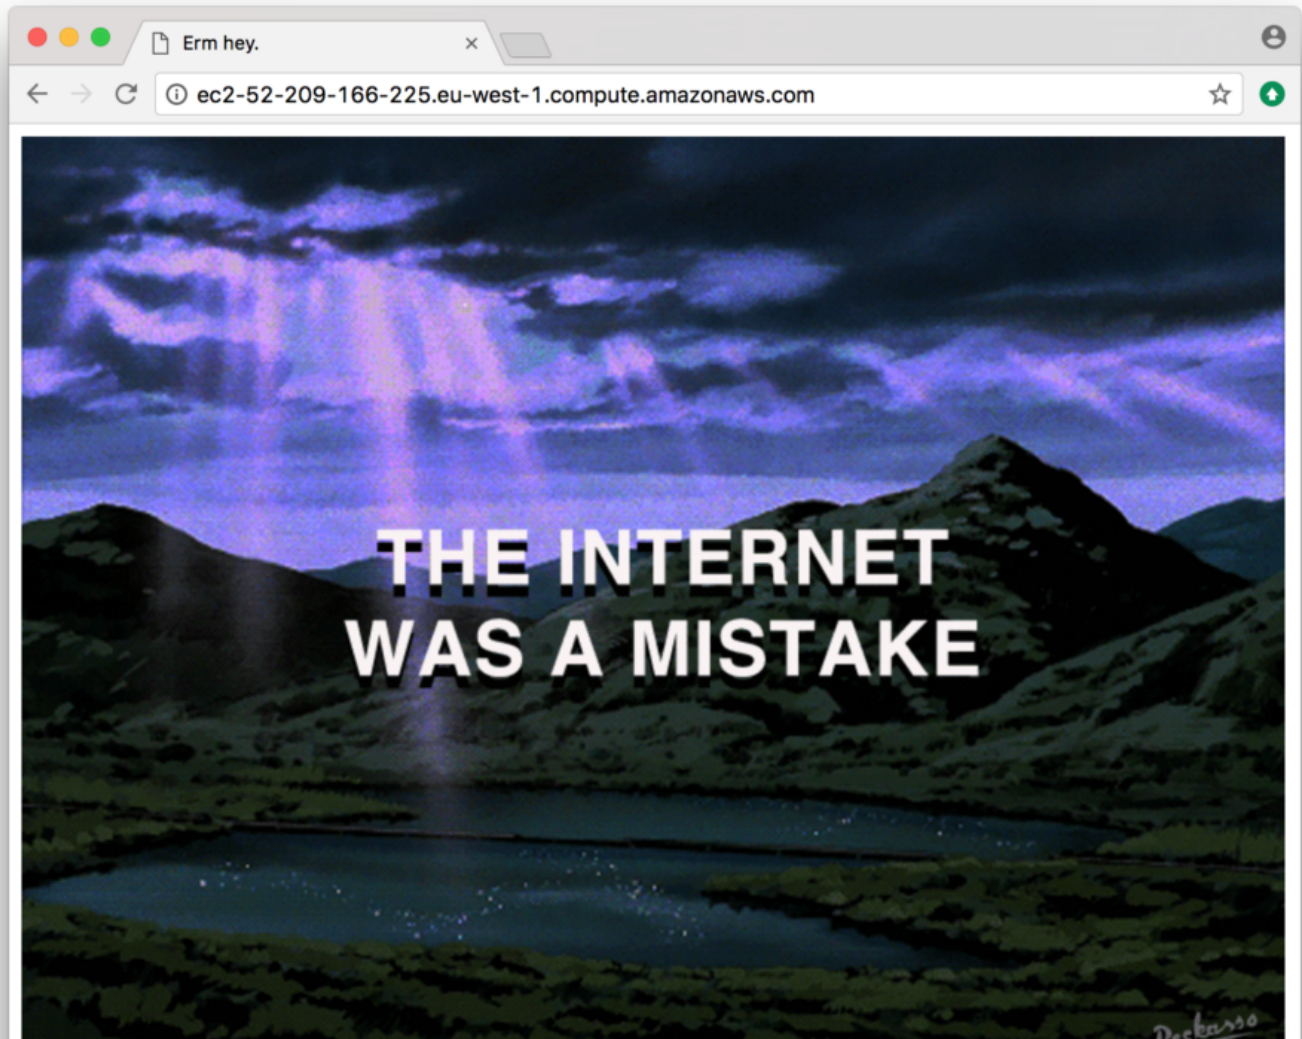 Erm hey.
ec2-52-209-166-225.eu-west-1.compute.amazonaws.com
THE INTERNET
WAS A MISTAKE